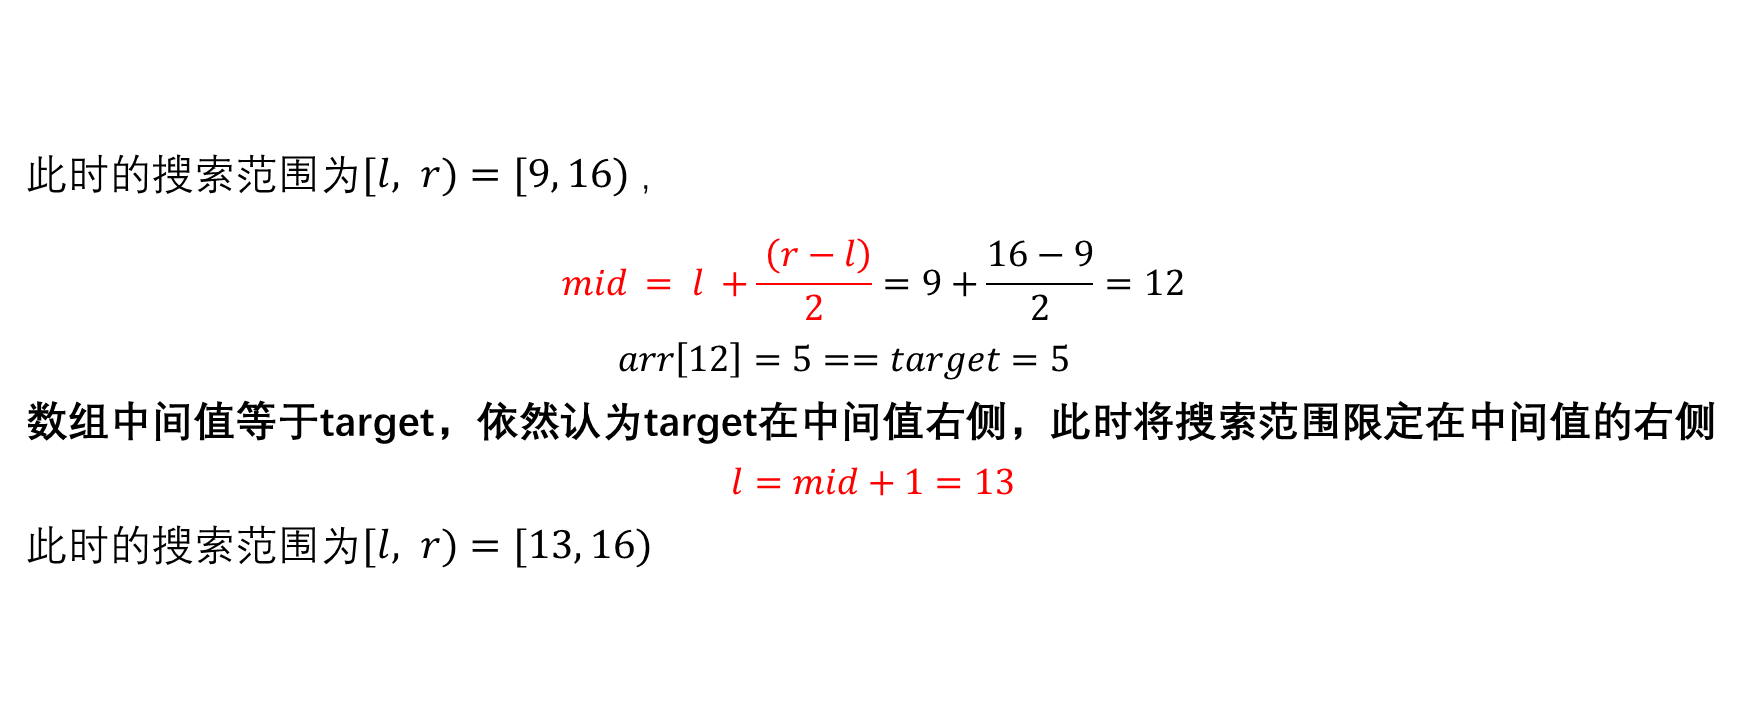 此时的搜索范围为[l, r) = [9, 16) ,
mid = l + (r − l)/2 = 9 + (16 − 9)/2 = 12
arr[12] = 5 == target = 5
数组中间值等于target，依然认为target在中间值右侧，此时将搜索范围限定在中间值的右侧
l = mid + 1 = 13
此时的搜索范围为[l, r) = [13, 16)